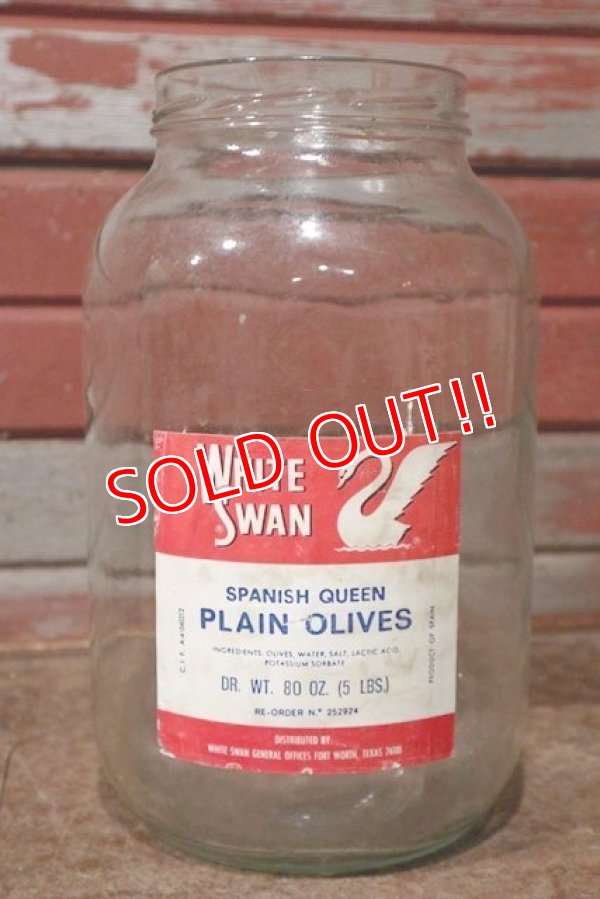 SOLD OUT!!
WHITE
SWAN
SPANISH QUEEN
PLAIN OLIVES
INGREDIENTS: OLIVES, WATER, SALT, LACTIC ACID,
POTASSIUM SORBATE
DR. WT. 80 OZ. (5 LBS.)
RE-ORDER N.º 252924
PRODUCT OF SPAIN
DISTRIBUTED BY:
WHITE SWAN GENERAL OFFICES FORT WORTH, TEXAS 76101